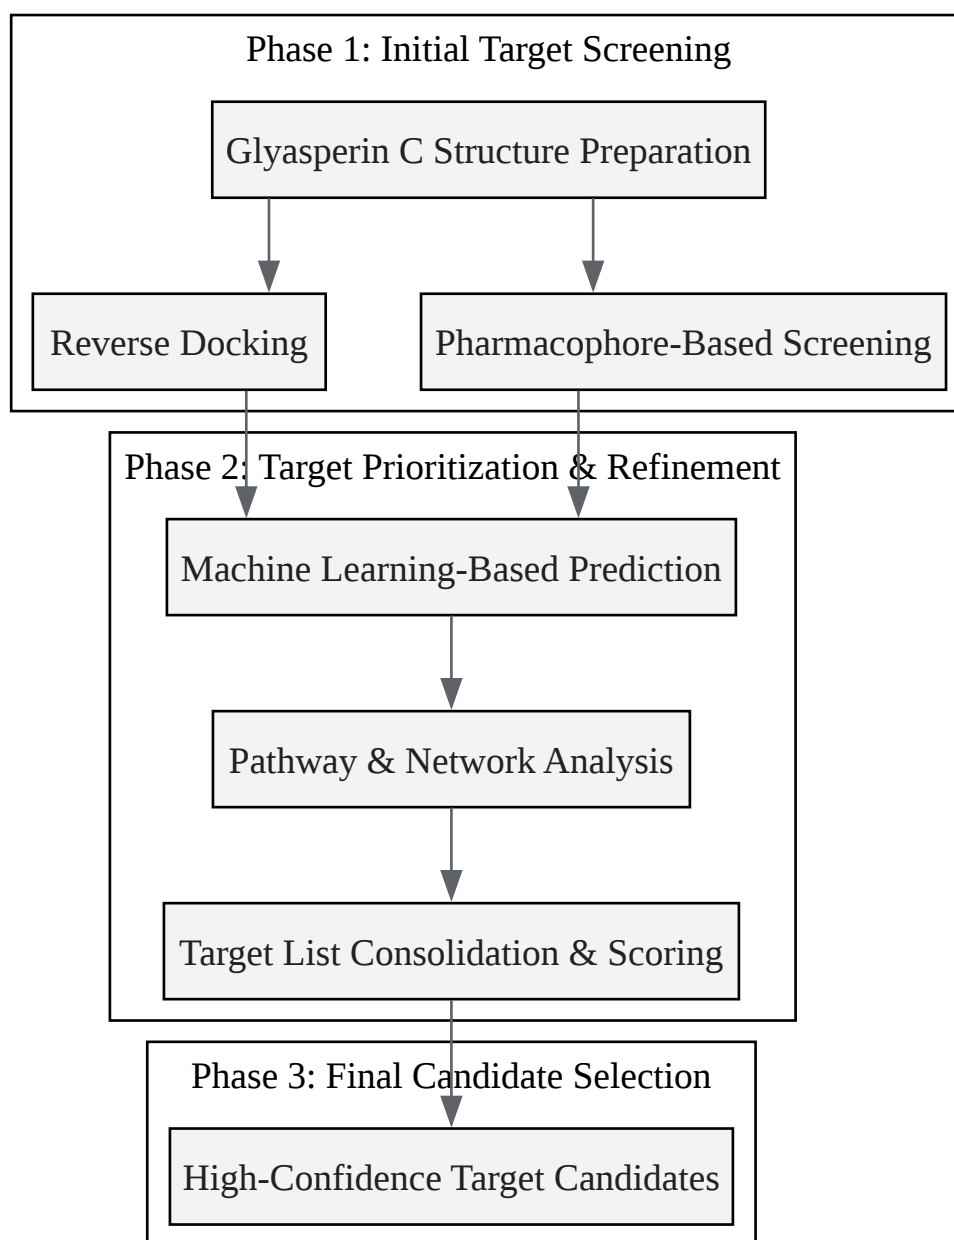 Phase 1: Initial Target Screening
Glyasperin C Structure Preparation
Reverse Docking
Pharmacophore-Based Screening
Phase 2: Target Prioritization & Refinement
Machine Learning-Based Prediction
Pathway & Network Analysis
Target List Consolidation & Scoring
Phase 3: Final Candidate Selection
High-Confidence Target Candidates